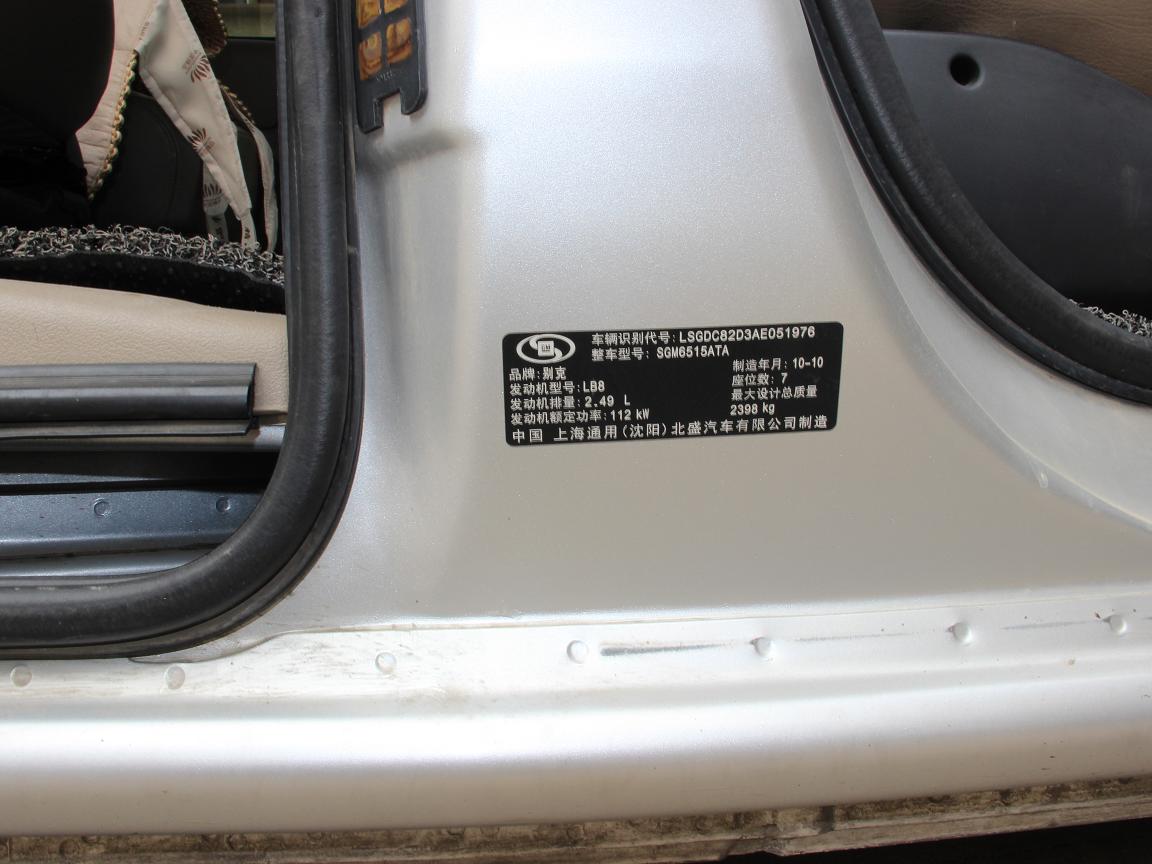 车辆识别代号: LSGDC82D3AE051976
整车型号: SGM6515ATA
品牌: 别克
制造年月: 10-10
发动机型号: LB8
座位数: 7
发动机排量: 2.49 L
最大设计总质量
发动机额定功率: 112 kW
2398 kg
中国 上海通用(沈阳)北盛汽车有限公司制造